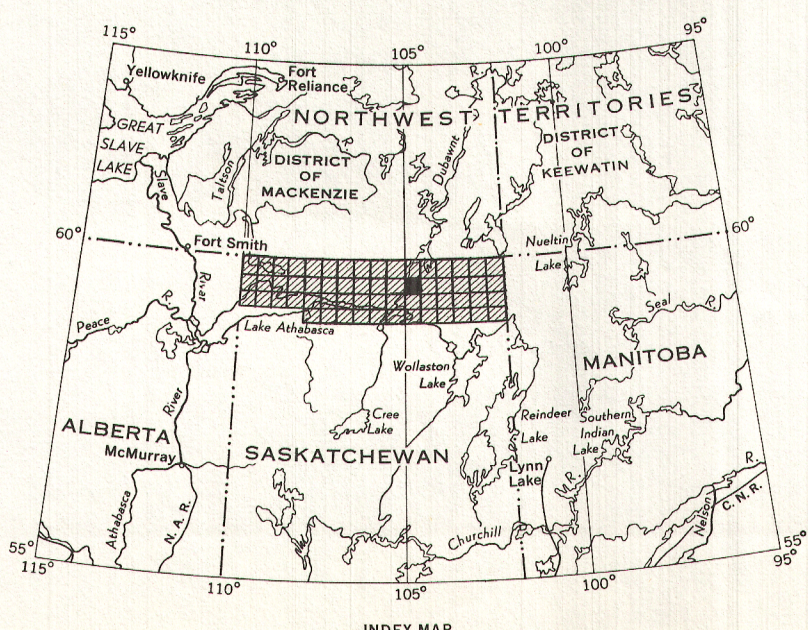 115°
110°
105°
100°
95°
Yellowknife
Fort
Reliance
R.
NORTHWEST TERRITORIES
GREAT
SLAVE
LAKE
Slave
Taltson
R.
DISTRICT
OF
MACKENZIE
Dubawnt
DISTRICT
OF
KEEWATIN
60°
Fort Smith
River
Nueltin
Lake
60°
Peace
R.
Lake Athabasca
Seal R.
Wollaston
Lake
MANITOBA
River
Cree
Lake
Reindeer
Lake
Southern
Indian
Lake
ALBERTA
McMurray
SASKATCHEWAN
Lynn
Lake
R.
Athabasca
N.A.R.
Churchill
Nelson
R.
C.N.R.
55°
115°
110°
105°
100°
55°
95°
INDEX MAP